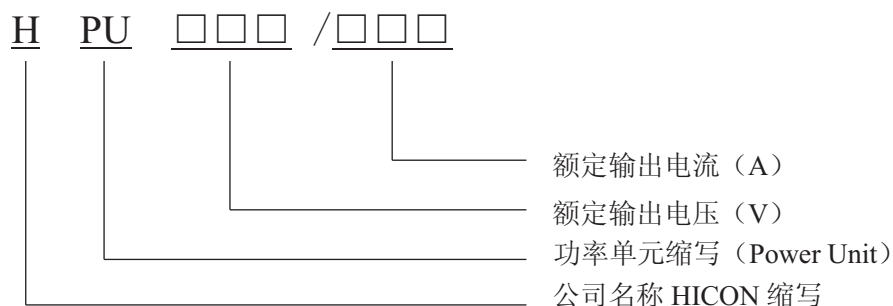 H PU □□□ /□□□
额定输出电流（A）
额定输出电压（V）
功率单元缩写（Power Unit）
公司名称 HICON 缩写